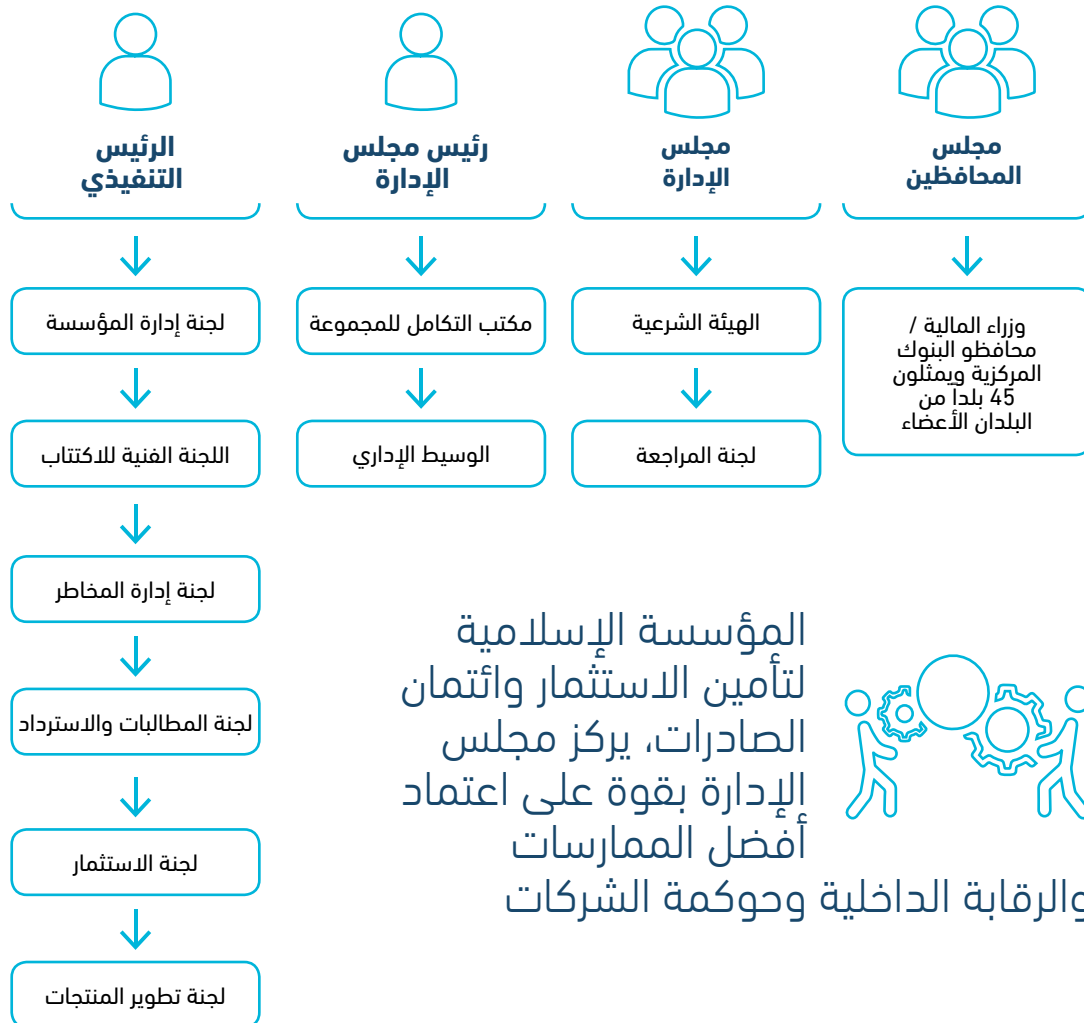 مجلس
المحافظين
وزراء المالية /
محافظو البنوك
المركزية ويمثلون
45 بلدا من
البلدان الأعضاء
مجلس
الإدارة
الهيئة الشرعية
لجنة المراجعة
رئيس مجلس
الإدارة
مكتب التكامل للمجموعة
الوسيط الإداري
الرئيس
التنفيذي
لجنة إدارة المؤسسة
اللجنة الفنية للاكتتاب
لجنة إدارة المخاطر
لجنة المطالبات والاسترداد
لجنة الاستثمار
لجنة تطوير المنتجات
المؤسسة الإسلامية
لتأمين الاستثمار وائتمان
الصادرات، يركز مجلس
الإدارة بقوة على اعتماد
أفضل الممارسات
والرقابة الداخلية وحوكمة الشركات